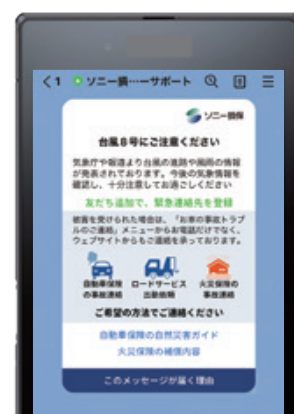 1 ソニー損…ーサポート
ソニー損保
台風8号にご注意ください
気象庁や報道より台風の進路や風雨の情報
が発表されております。今後の気象情報を
確認し、十分注意してお過ごしください
友だち追加で、緊急連絡先を登録
被害を受けられた場合は、「お車の事故トラブ
ルのご連絡」メニューからお電話だけでなく、
ウェブサイトからもご連絡を承っております。
自動車保険 ロードサービス 火災保険の
の事故連絡 出動依頼 事故連絡
ご希望の方法でご連絡ください
自動車保険の自然災害ガイド
火災保険の補償内容
このメッセージが届く理由